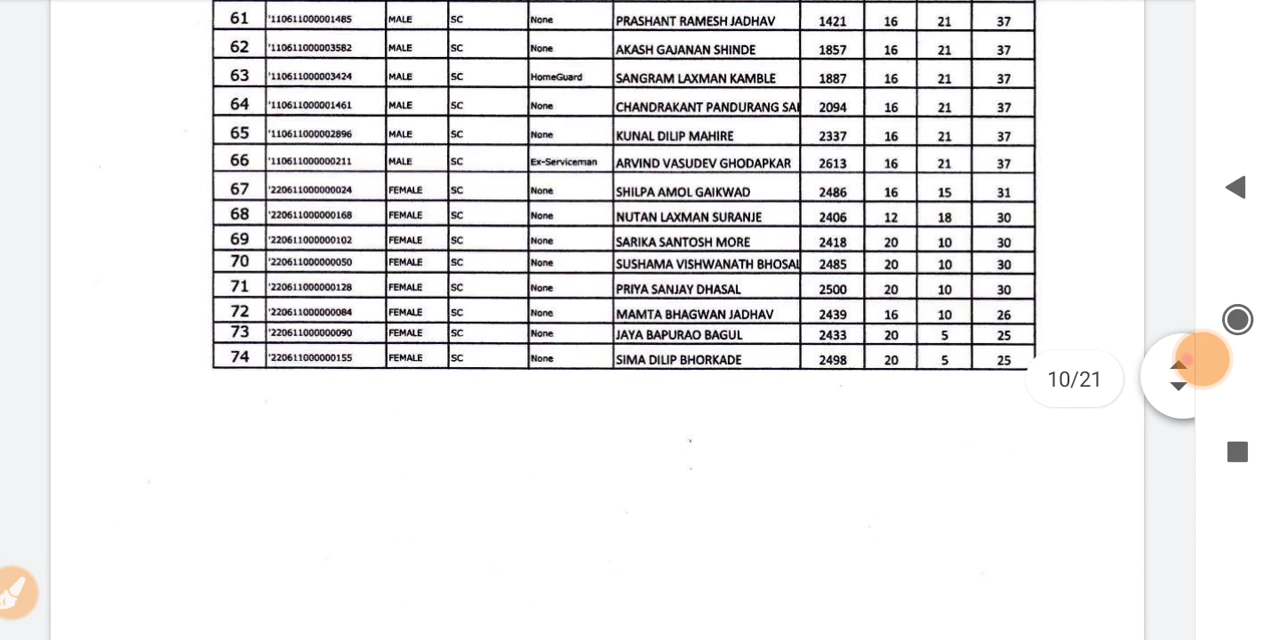 61 '110611000001485 MALE SC None PRASHANT RAMESH JADHAV 1421 16 21 37
62 '110611000003582 MALE SC None AKASH GAJANAN SHINDE 1857 16 21 37
63 '110611000003424 MALE SC HomeGuard SANGRAM LAXMAN KAMBLE 1887 16 21 37
64 '110611000001461 MALE SC None CHANDRAKANT PANDURANG SAI 2094 16 21 37
65 '110611000002896 MALE SC None KUNAL DILIP MAHIRE 2337 16 21 37
66 '110611000000211 MALE SC Ex-Serviceman ARVIND VASUDEV GHODAPKAR 2613 16 21 37
67 '220611000000024 FEMALE SC None SHILPA AMOL GAIKWAD 2486 16 15 31
68 '220611000000168 FEMALE SC None NUTAN LAXMAN SURANJE 2406 12 18 30
69 '220611000000102 FEMALE SC None SARIKA SANTOSH MORE 2418 20 10 30
70 '220611000000050 FEMALE SC None SUSHAMA VISHWANATH BHOSAL 2485 20 10 30
71 '220611000000128 FEMALE SC None PRIYA SANJAY DHASAL 2500 20 10 30
72 '220611000000084 FEMALE SC None MAMTA BHAGWAN JADHAV 2439 16 10 26
73 '220611000000090 FEMALE SC None JAYA BAPURAO BAGUL 2433 20 5 25
74 '220611000000155 FEMALE SC None SIMA DILIP BHORKADE 2498 20 5 25
10/21